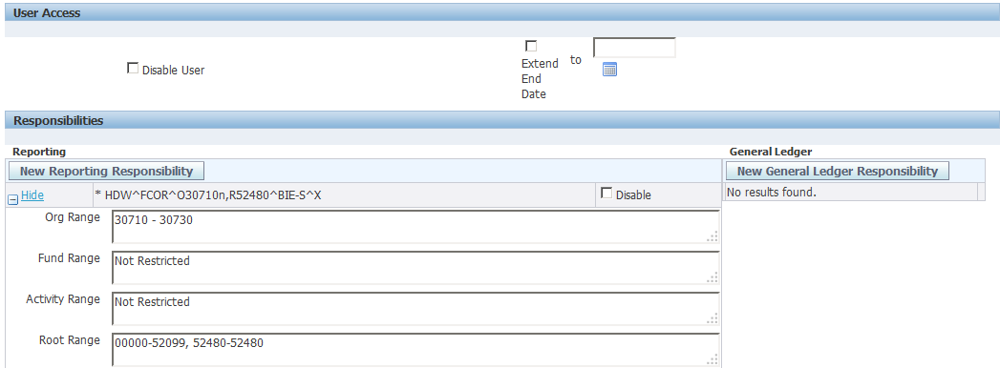 User Access
Disable User
Extend End Date
to
Responsibilities
Reporting
General Ledger
New Reporting Responsibility
New General Ledger Responsibility
Hide
* HDW^FCOR^O30710n,R52480^BIE-S^X
Disable
No results found.
Org Range
30710 - 30730
Fund Range
Not Restricted
Activity Range
Not Restricted
Root Range
00000-52099, 52480-52480